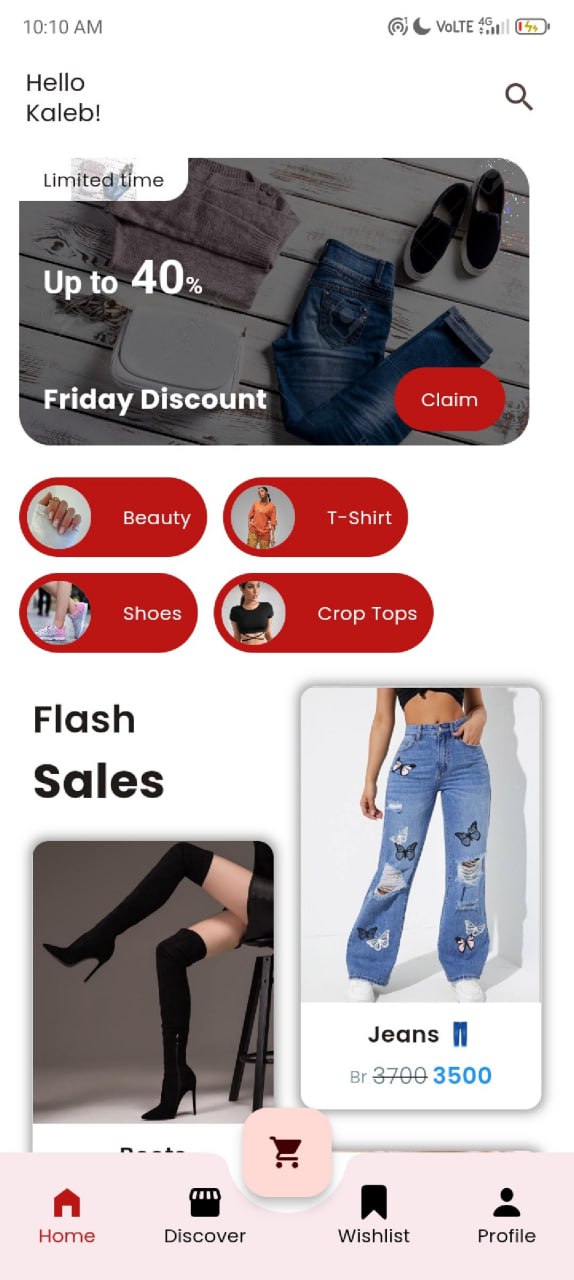 10:10 AM
VoLTE 4G
Hello
Kaleb!
Limited time
Up to 40%
Friday Discount
Claim
Beauty
T-Shirt
Shoes
Crop Tops
Flash
Sales
Jeans 👖
Br 3700 3500
Boots
Home
Discover
Wishlist
Profile